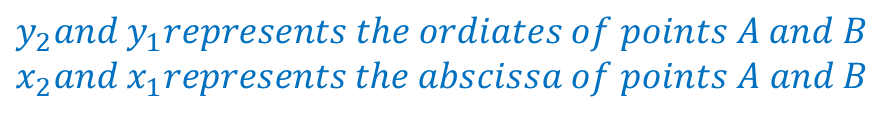 y₂ and y₁ represents the ordiates of points A and B
x₂ and x₁ represents the abscissa of points A and B